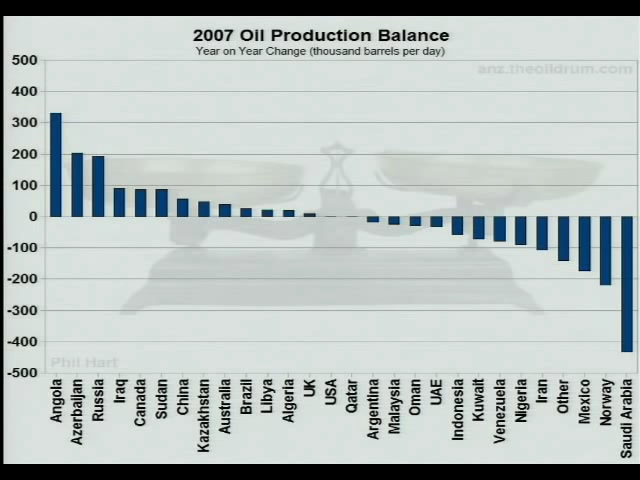 2007 Oil Production Balance
Year on Year Change (thousand barrels per day)
anz.theoildrum.com
500
400
300
200
100
0
-100
-200
-300
-400
-500
Phil Hart
Angola
Azerbaijan
Russia
Iraq
Canada
Sudan
China
Kazakhstan
Australia
Brazil
Libya
Algeria
UK
USA
Qatar
Argentina
Malaysia
Oman
UAE
Indonesia
Kuwait
Venezuela
Nigeria
Iran
Other
Mexico
Norway
Saudi Arabia